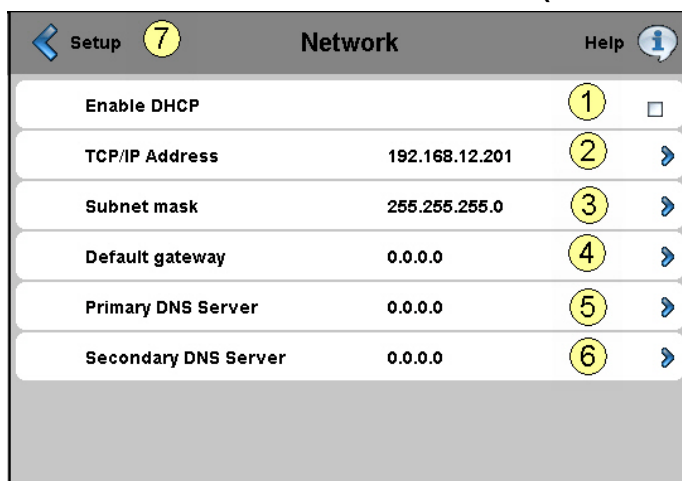 Setup 7 Network Help
Enable DHCP 1
TCP/IP Address 192.168.12.201 2
Subnet mask 255.255.255.0 3
Default gateway 0.0.0.0 4
Primary DNS Server 0.0.0.0 5
Secondary DNS Server 0.0.0.0 6